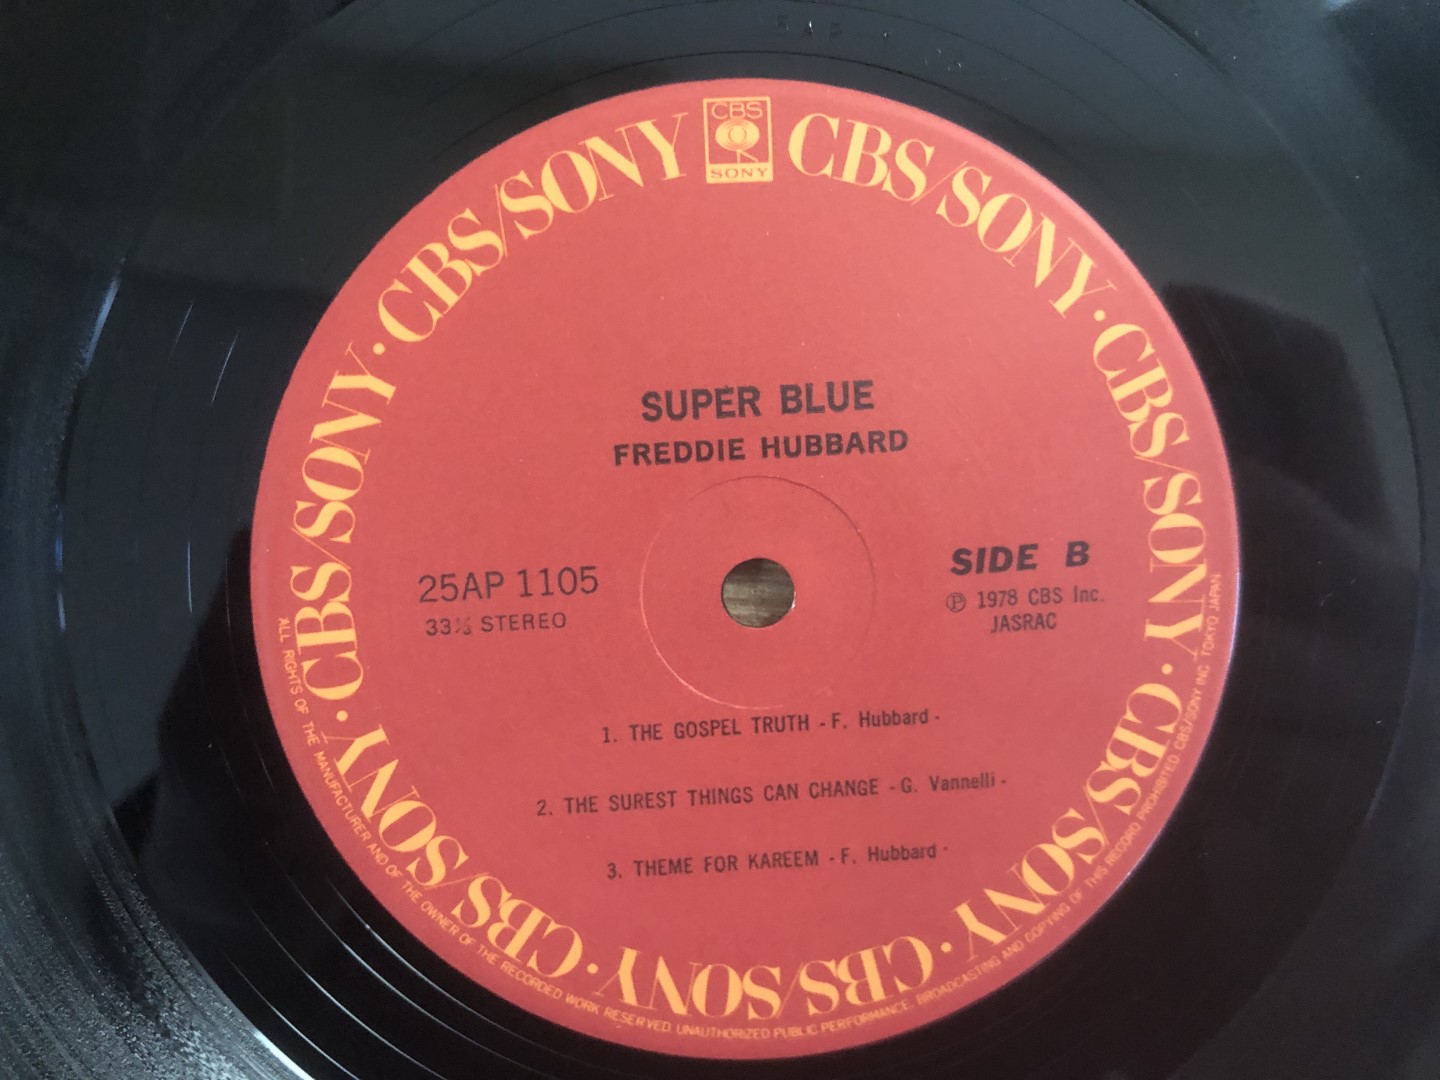 CBS
SONY
CBS/SONY · CBS/SONY · CBS/SONY · CBS/SONY · CBS/SONY · CBS/SONY · CBS/SONY · CBS/SONY
SUPER BLUE
FREDDIE HUBBARD
25AP 1105
33⅓ STEREO
SIDE B
Ⓟ 1978 CBS Inc.
JASRAC
1. THE GOSPEL TRUTH - F. Hubbard -
2. THE SUREST THINGS CAN CHANGE - G. Vannelli -
3. THEME FOR KAREEM - F. Hubbard -
ALL RIGHTS OF THE MANUFACTURER AND OF THE OWNER OF THE RECORDED WORK RESERVED UNAUTHORIZED PUBLIC PERFORMANCE, BROADCASTING AND COPYING OF THIS RECORD PROHIBITED CBS/SONY INC. TOKYO JAPAN